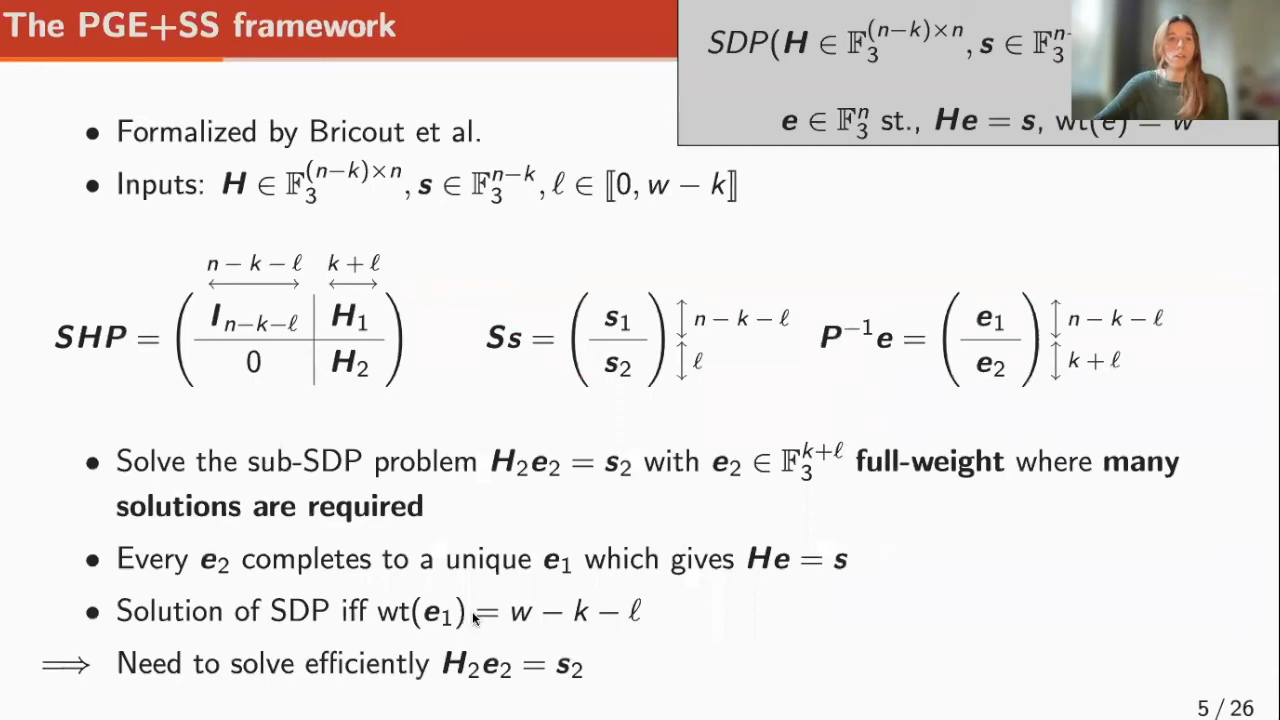 The PGE+SS framework
SDP(H ∈ F₃^{(n−k)×n}, s ∈ F₃^{n-
e ∈ F₃ⁿ st., He = s, wt(e) = w
• Formalized by Bricout et al.
• Inputs: H ∈ F₃^{(n−k)×n}, s ∈ F₃^{n−k}, ℓ ∈ ⟦0, w − k⟧
n − k − ℓ k + ℓ
SHP = ( I_{n−k−ℓ} | H₁ ; 0 | H₂ ) Ss = ( s₁ ; s₂ ) ↕ n − k − ℓ ↕ ℓ P⁻¹e = ( e₁ ; e₂ ) ↕ n − k − ℓ ↕ k + ℓ
• Solve the sub-SDP problem H₂e₂ = s₂ with e₂ ∈ F₃^{k+ℓ} full-weight where many
solutions are required
• Every e₂ completes to a unique e₁ which gives He = s
• Solution of SDP iff wt(e₁) = w − k − ℓ
⟹ Need to solve efficiently H₂e₂ = s₂
5 / 26